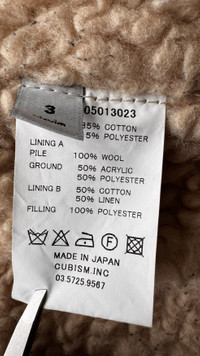 3
05013023
35% COTTON
5% POLYESTER
LINING A
PILE 100% WOOL
GROUND 50% ACRYLIC
50% POLYESTER
LINING B 50% COTTON
50% LINEN
FILLING 100% POLYESTER
MADE IN JAPAN
CUBISM.INC
03.5725.9567